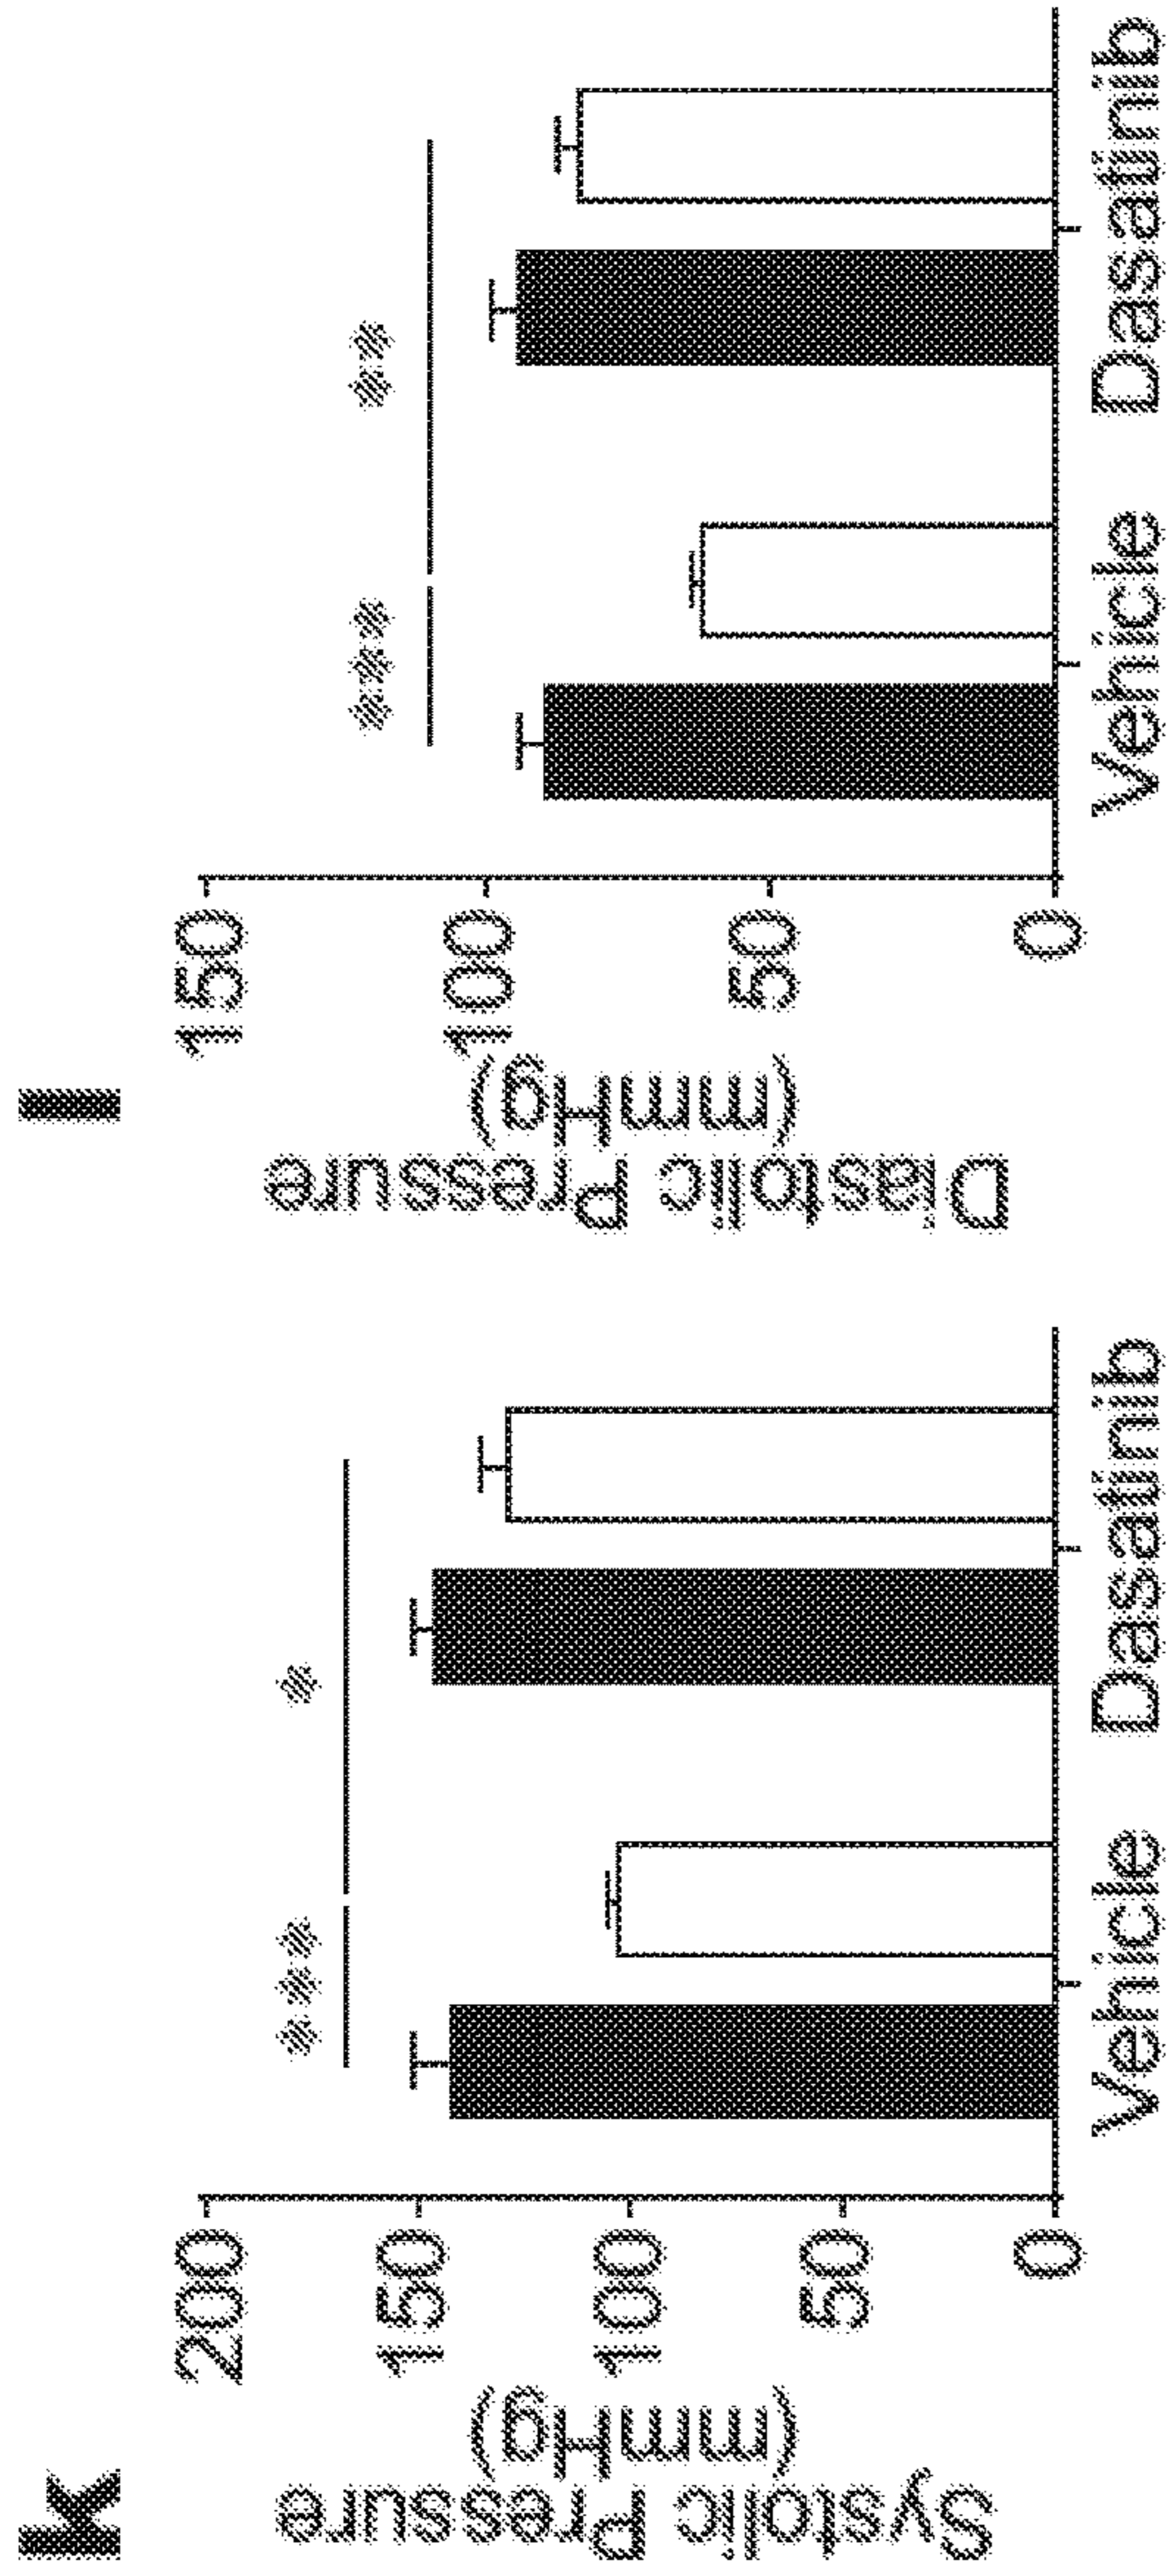 k
Systolic Pressure
(mmHg)
200
150
100
50
0
***
*
Vehicle Dasatinib
l
Diastolic Pressure
(mmHg)
150
100
50
0
***
**
Vehicle Dasatinib